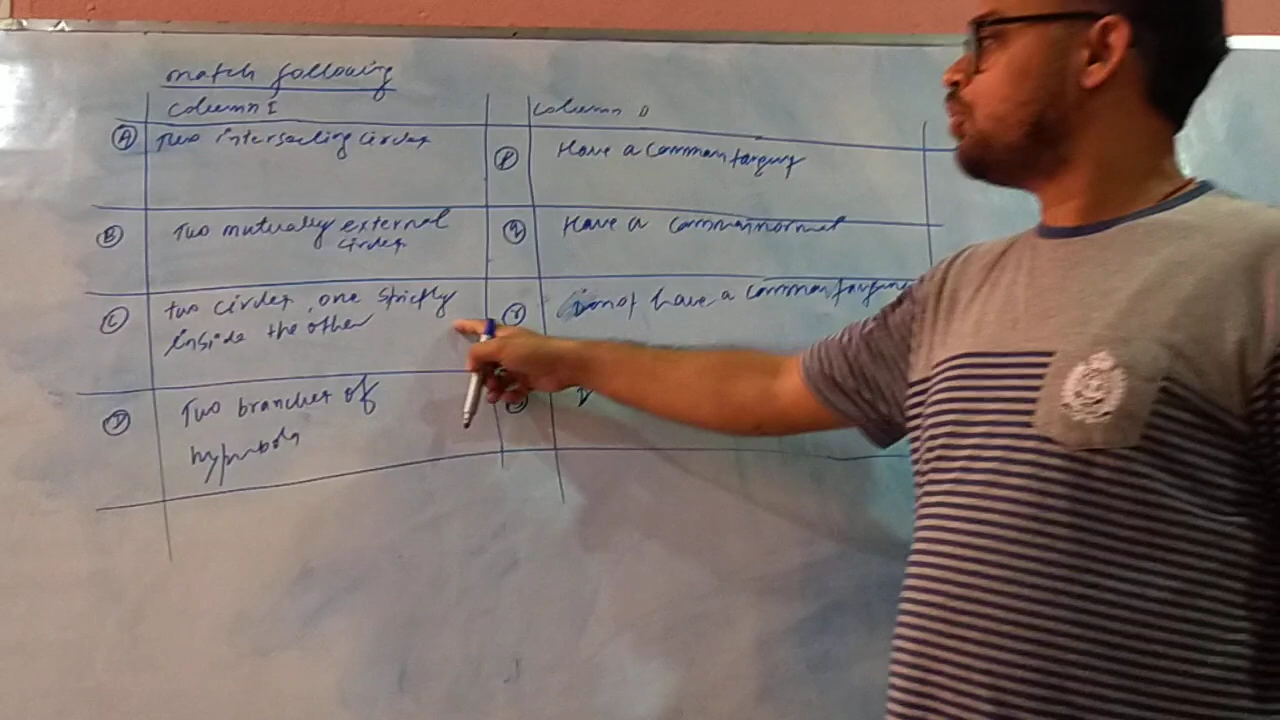 match following
Column I
Column II
A Two intersecting circles
P Have a common tangent
B Two mutually external
circles
q Have a common normal
C two circles, one strictly
inside the other
r do not have a common tangent
D Two branches of
hyperbola